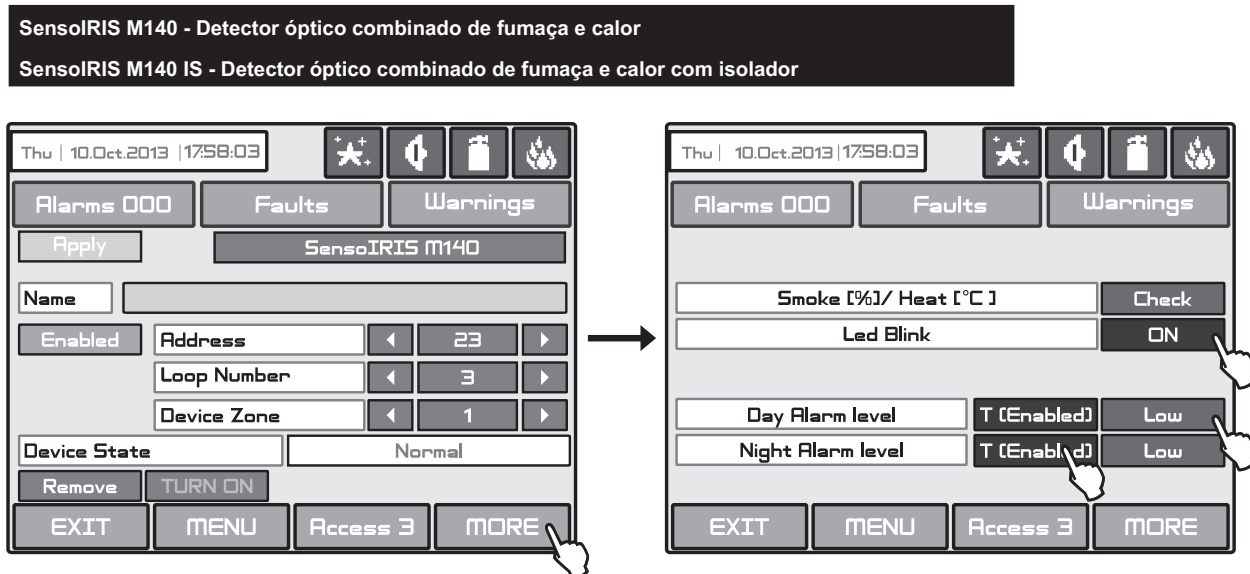 SensoIRIS M140 - Detector óptico combinado de fumaça e calor
SensoIRIS M140 IS - Detector óptico combinado de fumaça e calor com isolador
Thu | 10.Oct.2013 | 17:58:03
Alarms 000 Faults Warnings
Apply SensoIRIS M140
Name
Enabled Address 23
Loop Number 3
Device Zone 1
Device State Normal
Remove TURN ON
EXIT MENU Access 3 MORE
Thu | 10.Oct.2013 | 17:58:03
Alarms 000 Faults Warnings
Smoke [%]/ Heat [°C ] Check
Led Blink ON
Day Alarm level T (Enabled) Low
Night Alarm level T (Enabled) Low
EXIT MENU Access 3 MORE